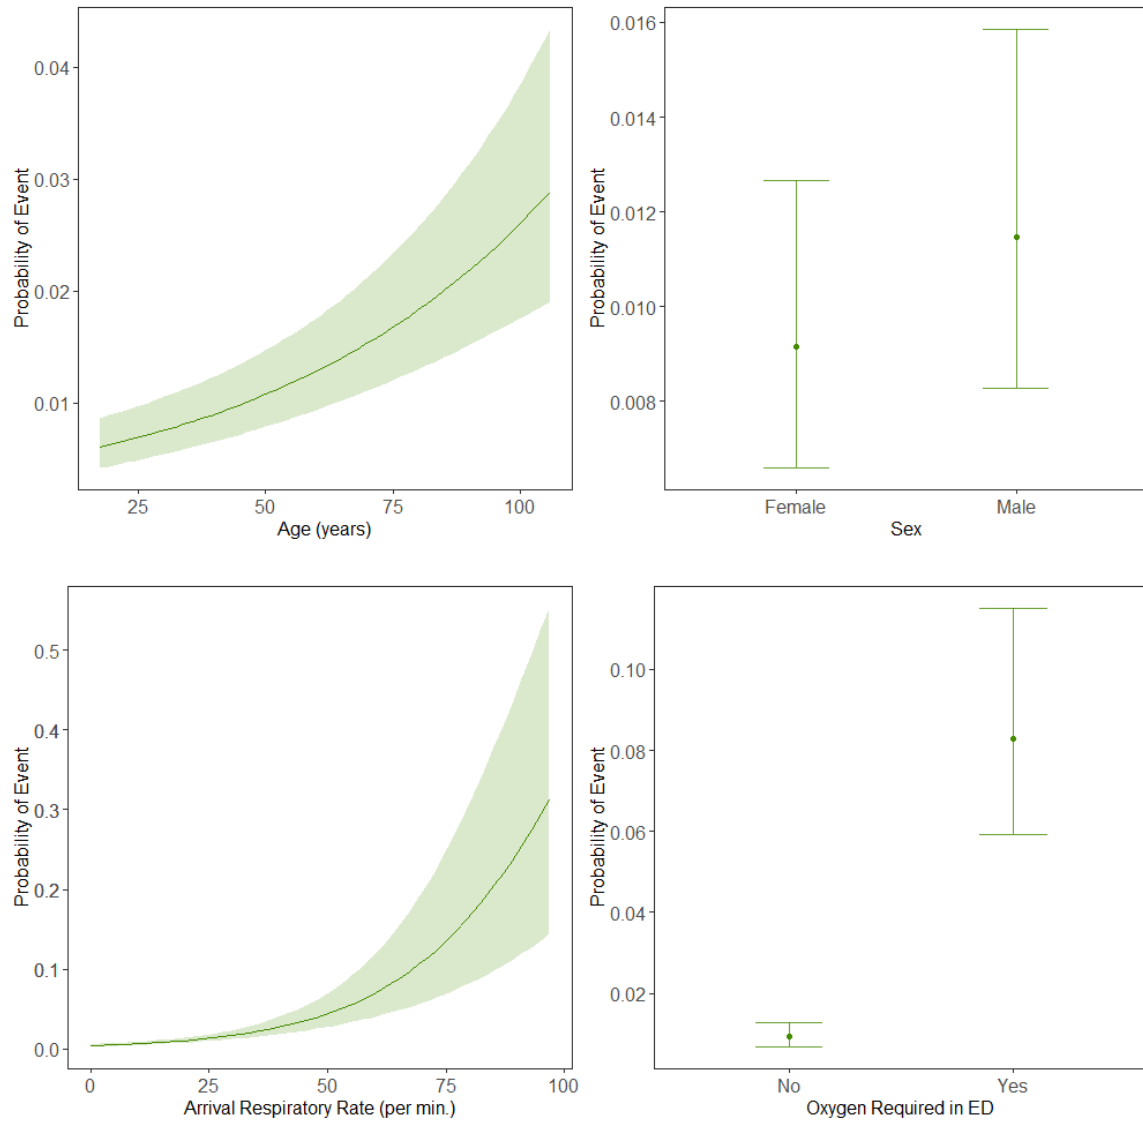 Probability of Event
0.04
0.03
0.02
0.01
25 50 75 100
Age (years)
Probability of Event
0.016
0.014
0.012
0.010
0.008
Female Male
Sex
Probability of Event
0.5
0.4
0.3
0.2
0.1
0.0
0 25 50 75 100
Arrival Respiratory Rate (per min.)
Probability of Event
0.10
0.08
0.06
0.04
0.02
No Yes
Oxygen Required in ED